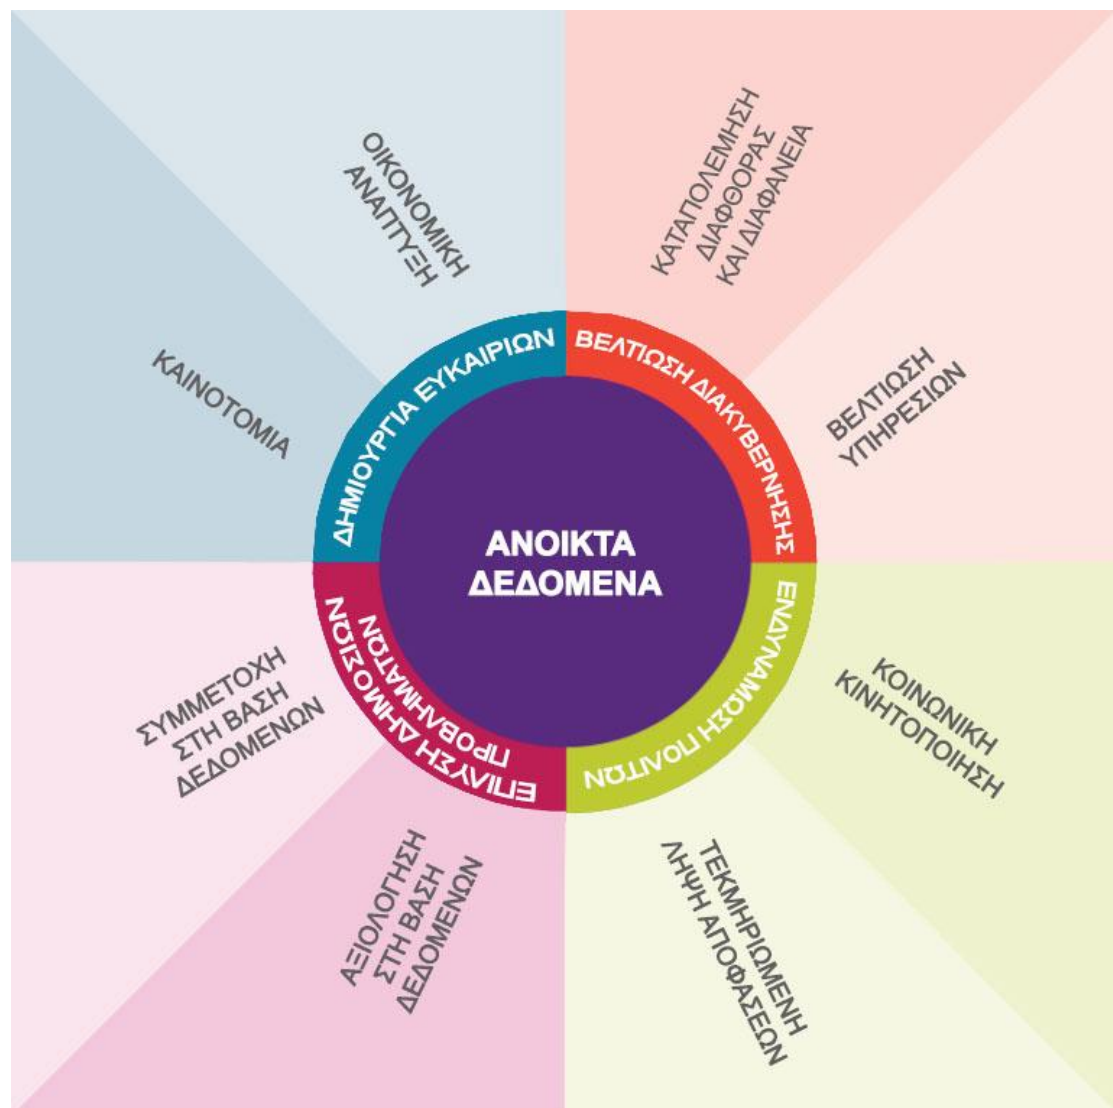 ΟΙΚΟΝΟΜΙΚΗ
ΑΝΑΠΤΥΞΗ
ΚΑΤΑΠΟΛΕΜΗΣΗ
ΔΙΑΦΘΟΡΑΣ
ΚΑΙ ΔΙΑΦΑΝΕΙΑ
ΚΑΙΝΟΤΟΜΙΑ
ΔΗΜΙΟΥΡΓΙΑ ΕΥΚΑΙΡΙΩΝ
ΒΕΛΤΙΩΣΗ ΔΙΑΚΥΒΕΡΝΗΣΗΣ
ΒΕΛΤΙΩΣΗ
ΥΠΗΡΕΣΙΩΝ
ΑΝΟΙΚΤΑ
ΔΕΔΟΜΕΝΑ
ΣΥΜΜΕΤΟΧΗ
ΣΤΗ ΒΑΣΗ
ΔΕΔΟΜΕΝΩΝ
ΕΠΙΛΥΣΗ ΔΗΜΟΣΙΩΝ
ΠΡΟΒΛΗΜΑΤΩΝ
ΕΝΔΥΝΑΜΩΣΗ ΠΟΛΙΤΩΝ
ΚΟΙΝΩΝΙΚΗ
ΚΙΝΗΤΟΠΟΙΗΣΗ
ΑΞΙΟΛΟΓΗΣΗ
ΣΤΗ ΒΑΣΗ
ΔΕΔΟΜΕΝΩΝ
ΤΕΚΜΗΡΙΩΜΕΝΗ
ΛΗΨΗ ΑΠΟΦΑΣΕΩΝ